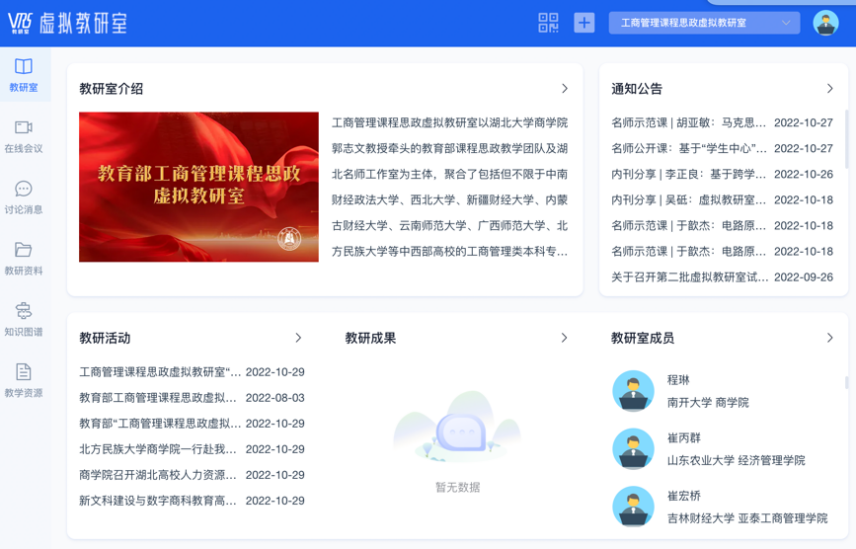 VRS 教研室 虚拟教研室
工商管理课程思政虚拟教研室
教研室
在线会议
讨论消息
教研资料
知识图谱
教学资源
教研室介绍
教育部工商管理课程思政
虚拟教研室
工商管理课程思政虚拟教研室以湖北大学商学院
郭志文教授牵头的教育部课程思政教学团队及湖
北名师工作室为主体，聚合了包括但不限于中南
财经政法大学、西北大学、新疆财经大学、内蒙
古财经大学、云南师范大学、广西师范大学、北
方民族大学等中西部高校的工商管理类本科专...
通知公告
名师示范课 | 胡亚敏：马克思... 2022-10-27
名师公开课：基于“学生中心”... 2022-10-27
内刊分享 | 李正良：基于跨学... 2022-10-26
内刊分享 | 吴砥：虚拟教研室... 2022-10-18
名师示范课 | 于歆杰：电路原... 2022-10-18
名师示范课 | 于歆杰：电路原... 2022-10-18
关于召开第二批虚拟教研室试... 2022-09-26
教研活动
工商管理课程思政虚拟教研室“... 2022-10-29
教育部工商管理课程思政虚拟... 2022-08-03
教育部“工商管理课程思政虚拟... 2022-10-29
北方民族大学商学院一行赴我... 2022-10-29
商学院召开湖北高校人力资源... 2022-10-29
新文科建设与数字商科教育高... 2022-10-29
教研成果
暂无数据
教研室成员
程琳
南开大学 商学院
崔丙群
山东农业大学 经济管理学院
崔宏桥
吉林财经大学 亚泰工商管理学院